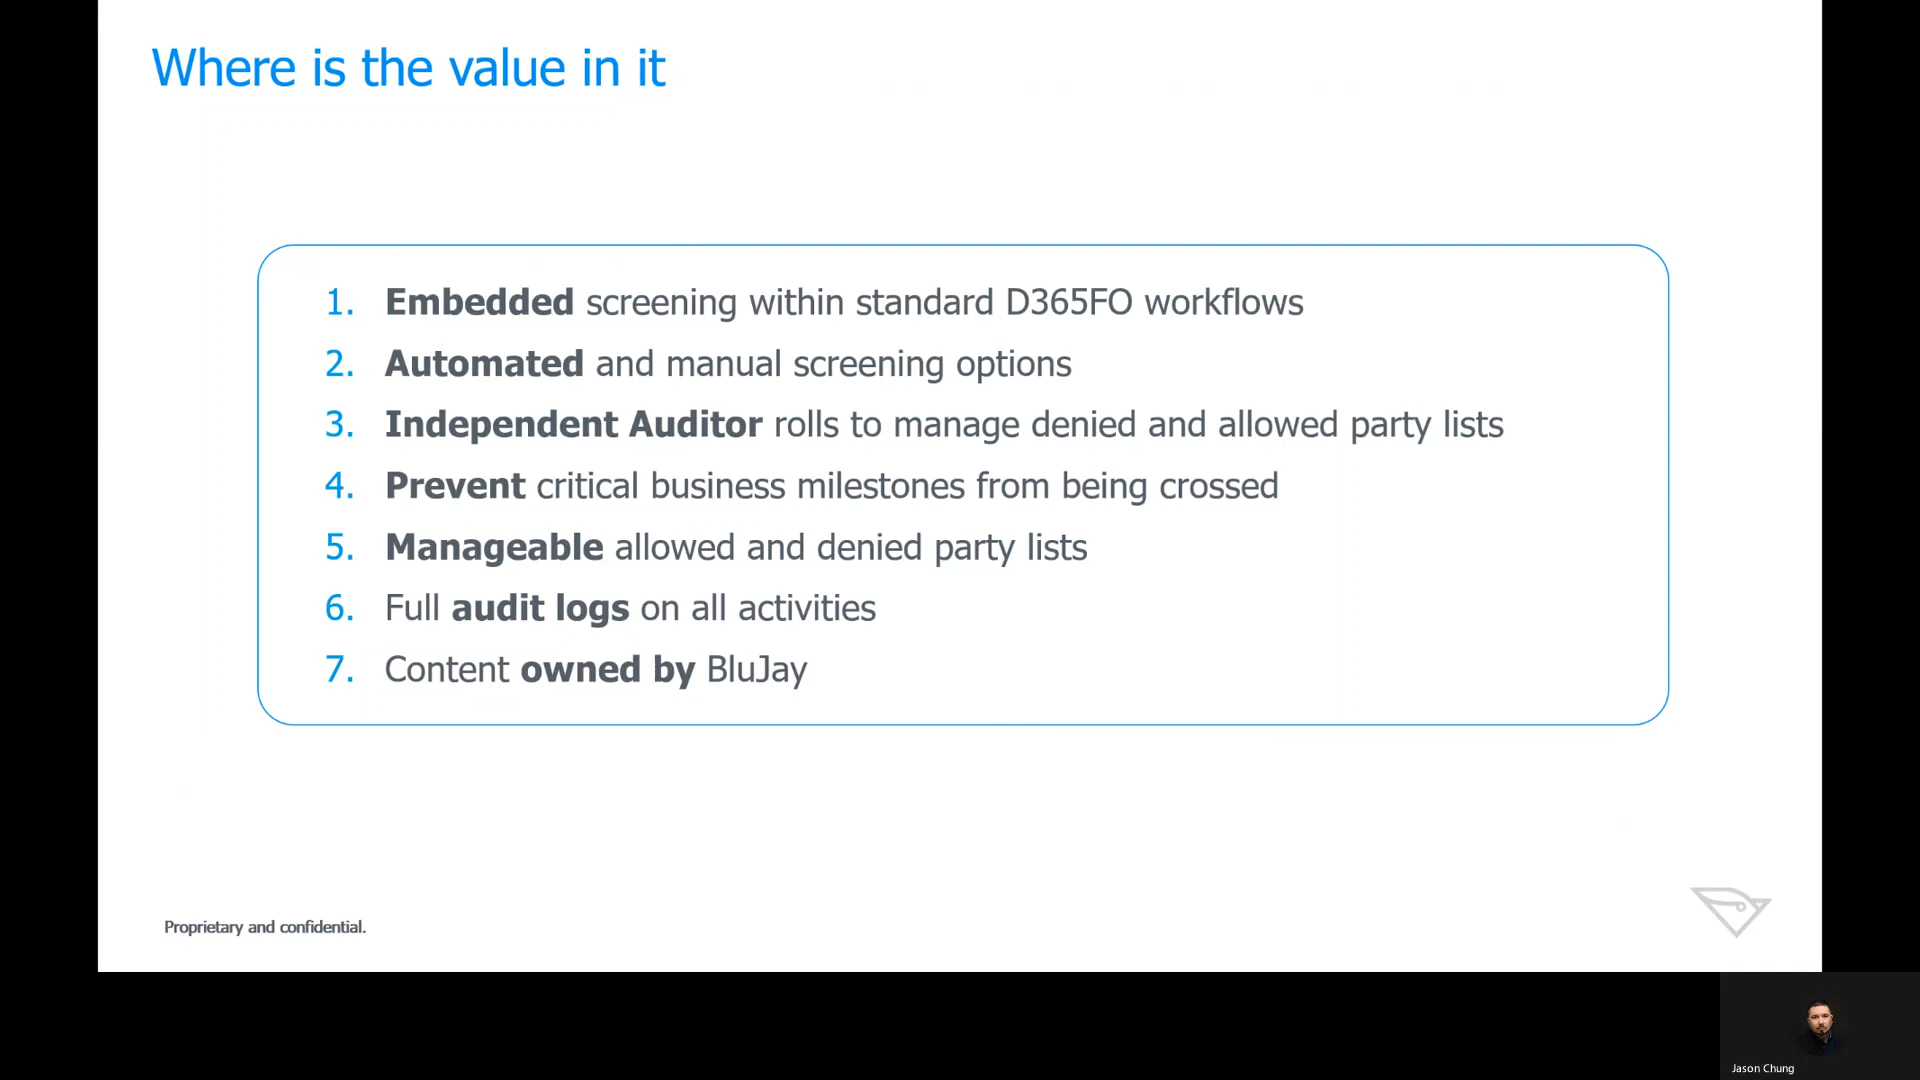 Where is the value in it
1. Embedded screening within standard D365FO workflows
2. Automated and manual screening options
3. Independent Auditor rolls to manage denied and allowed party lists
4. Prevent critical business milestones from being crossed
5. Manageable allowed and denied party lists
6. Full audit logs on all activities
7. Content owned by BluJay
Proprietary and confidential.
Jason Chung